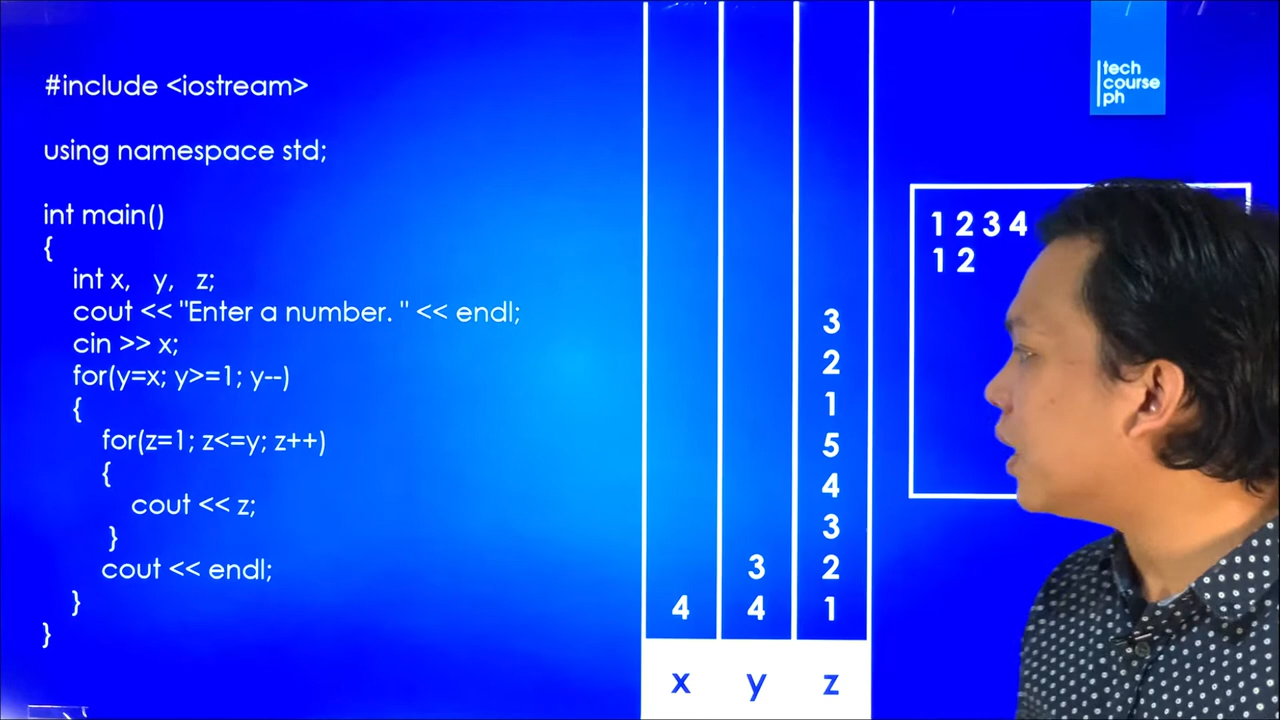 #include <iostream>
using namespace std;
int main()
{
int x, y, z;
cout << "Enter a number. " << endl;
cin >> x;
for(y=x; y>=1; y--)
{
for(z=1; z<=y; z++)
{
cout << z;
}
cout << endl;
}
}
3
2
1
5
4
3
3 2
4 4 1
x y z
tech
course
ph
1 2 3 4
1 2